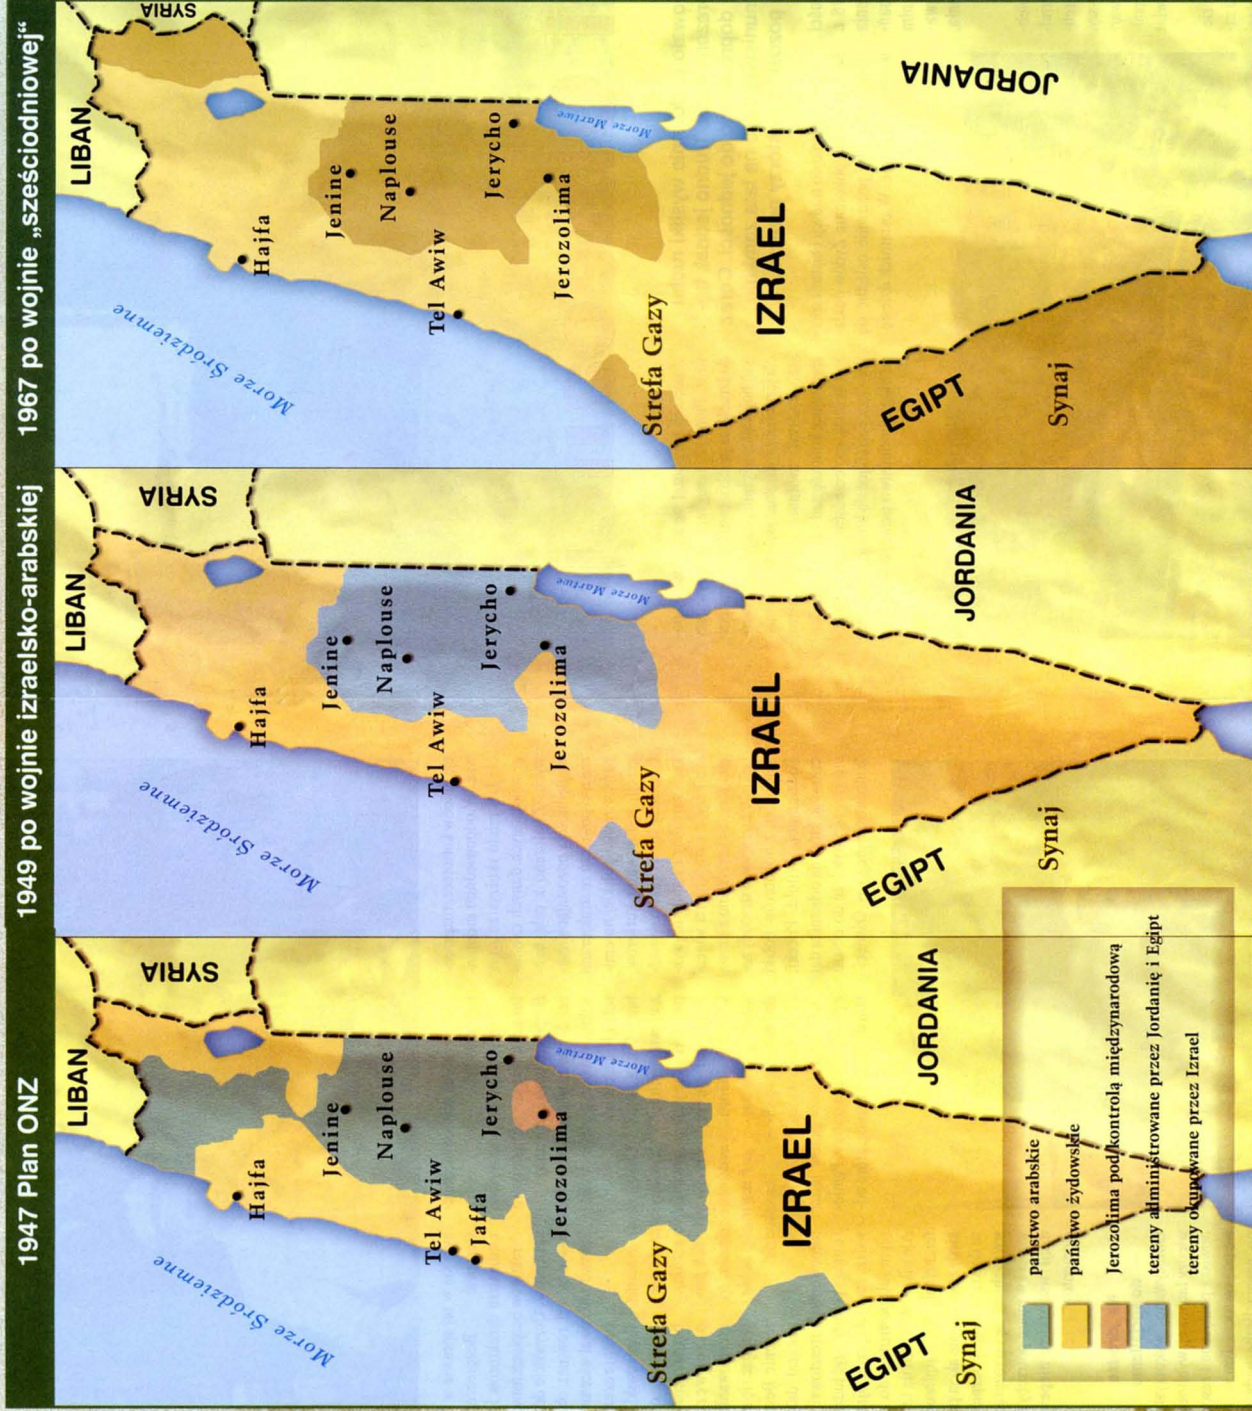 1947 Plan ONZ
LIBAN
SYRIA
Morze Śródziemne
Hajfa
Jenine
Naplouse
Tel Awiw
Jaffa
Jerycho
Jerozolima
Morze Martwe
Strefa Gazy
IZRAEL
JORDANIA
EGIPT
Synaj
państwo arabskie
państwo żydowskie
Jerozolima pod kontrolą międzynarodową
tereny administrowane przez Jordanię i Egipt
tereny okupowane przez Izrael
1949 po wojnie izraelsko-arabskiej
LIBAN
SYRIA
Morze Śródziemne
Hajfa
Jenine
Naplouse
Tel Awiw
Jerycho
Jerozolima
Morze Martwe
Strefa Gazy
IZRAEL
JORDANIA
EGIPT
Synaj
1967 po wojnie „sześciodniowej“
LIBAN
SYRIA
Morze Śródziemne
Hajfa
Jenine
Naplouse
Tel Awiw
Jerycho
Jerozolima
Morze Martwe
Strefa Gazy
IZRAEL
JORDANIA
EGIPT
Synaj